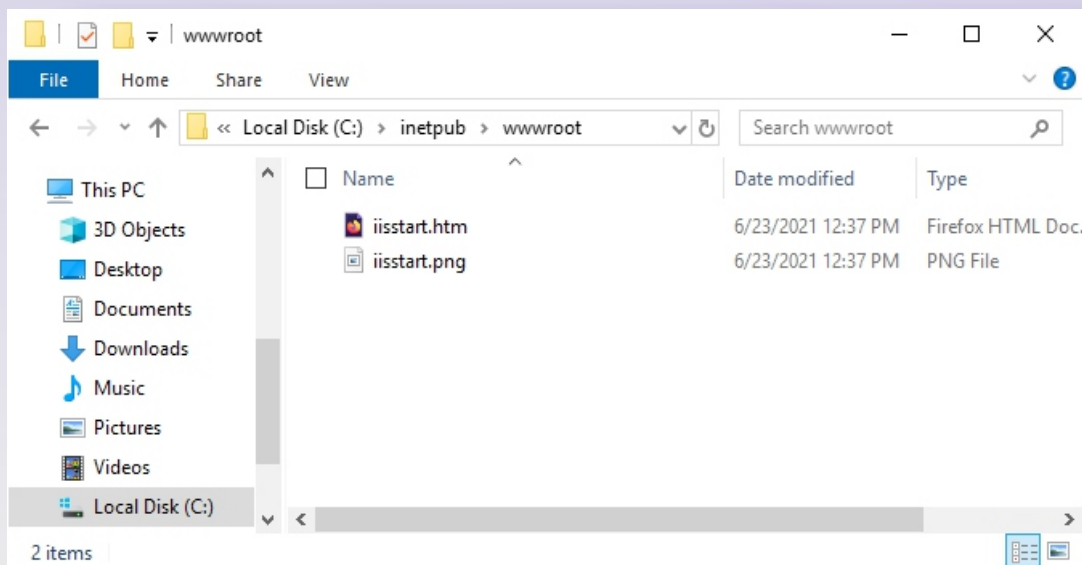 wwwroot
File Home Share View
« Local Disk (C:) > inetpub > wwwroot Search wwwroot
This PC
3D Objects
Desktop
Documents
Downloads
Music
Pictures
Videos
Local Disk (C:)
Name Date modified Type
iisstart.htm 6/23/2021 12:37 PM Firefox HTML Doc.
iisstart.png 6/23/2021 12:37 PM PNG File
2 items